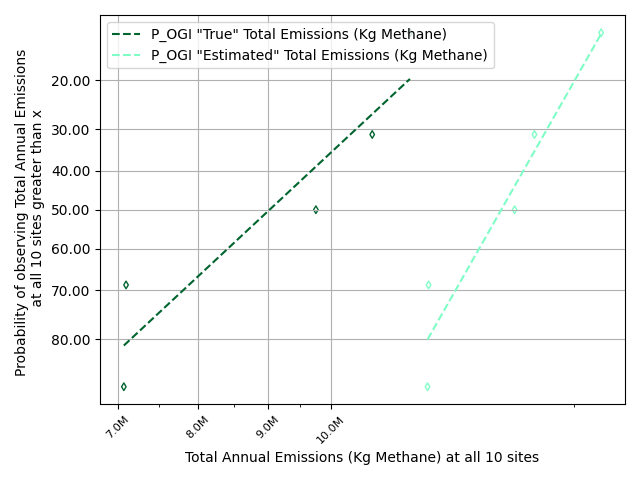 P_OGI "True" Total Emissions (Kg Methane)
P_OGI "Estimated" Total Emissions (Kg Methane)
Probability of observing Total Annual Emissions
at all 10 sites greater than x
20.00
30.00
40.00
50.00
60.00
70.00
80.00
7.0M
8.0M
9.0M
10.0M
Total Annual Emissions (Kg Methane) at all 10 sites